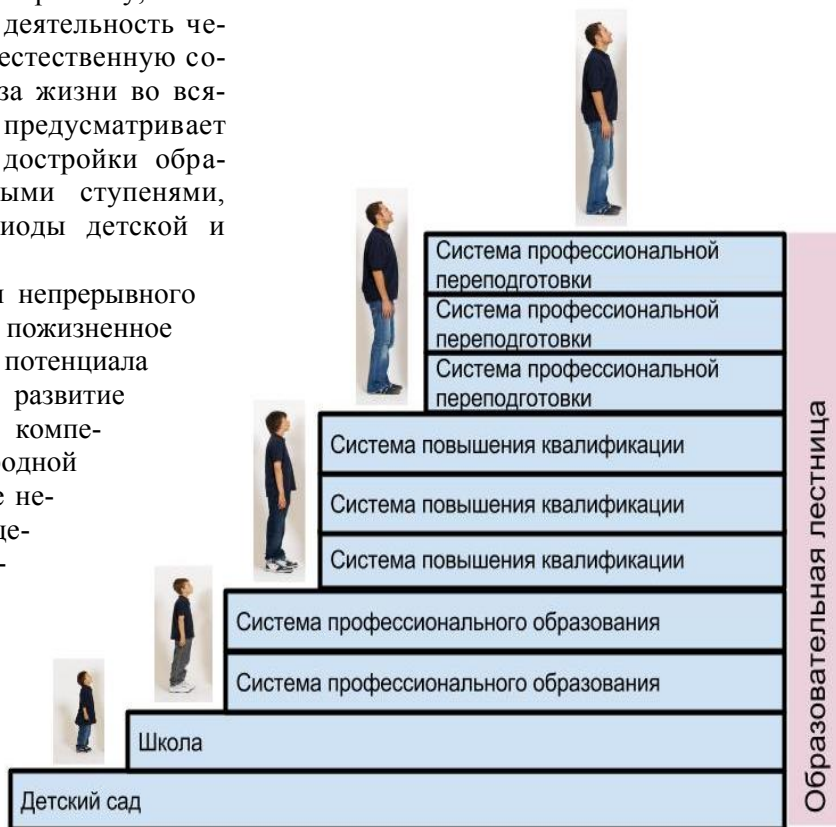 деятельность че-
естественную со-
за жизни во вся-
предусматривает
достройки обра-
ыми ступенями,
иоды детской и
непрерывного
пожизненное
потенциала
развитие
компе-
одной
е не-
це-
-
Система профессиональной
переподготовки
Система профессиональной
переподготовки
Система профессиональной
переподготовки
Система повышения квалификации
Система повышения квалификации
Система повышения квалификации
Система профессионального образования
Система профессионального образования
Школа
Детский сад
Образовательная лестница